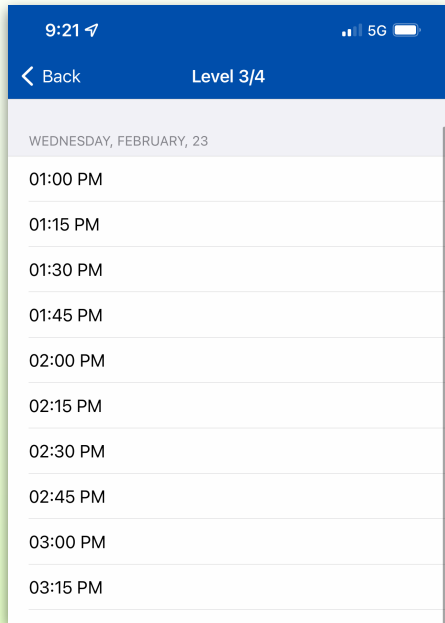 9:21 5G
Back Level 3/4
WEDNESDAY, FEBRUARY, 23
01:00 PM
01:15 PM
01:30 PM
01:45 PM
02:00 PM
02:15 PM
02:30 PM
02:45 PM
03:00 PM
03:15 PM